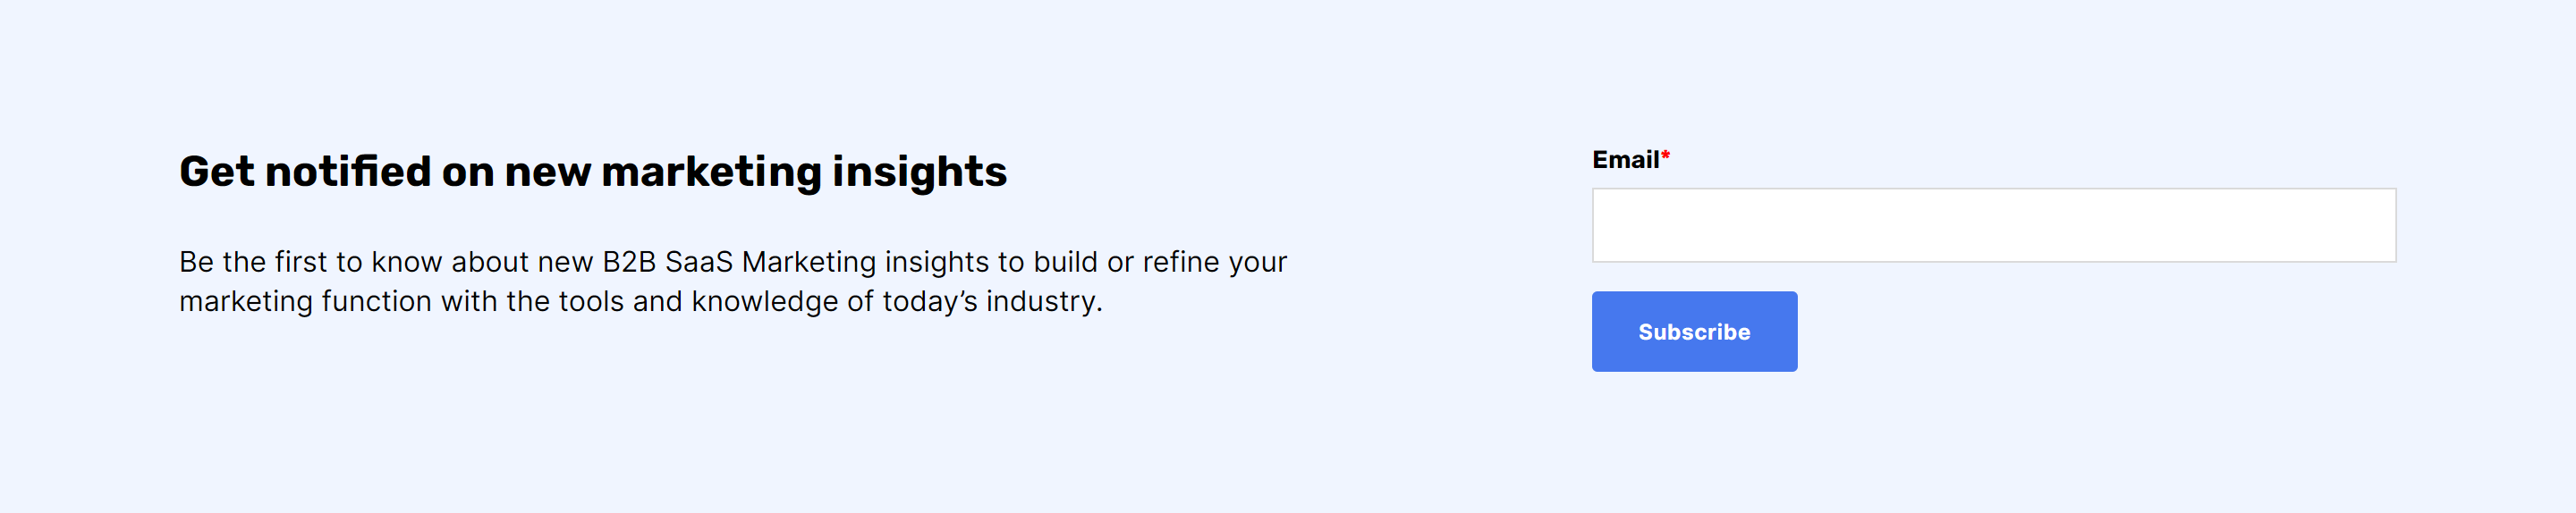 Get notified on new marketing insights
Be the first to know about new B2B SaaS Marketing insights to build or refine your
marketing function with the tools and knowledge of today’s industry.
Email*
Subscribe